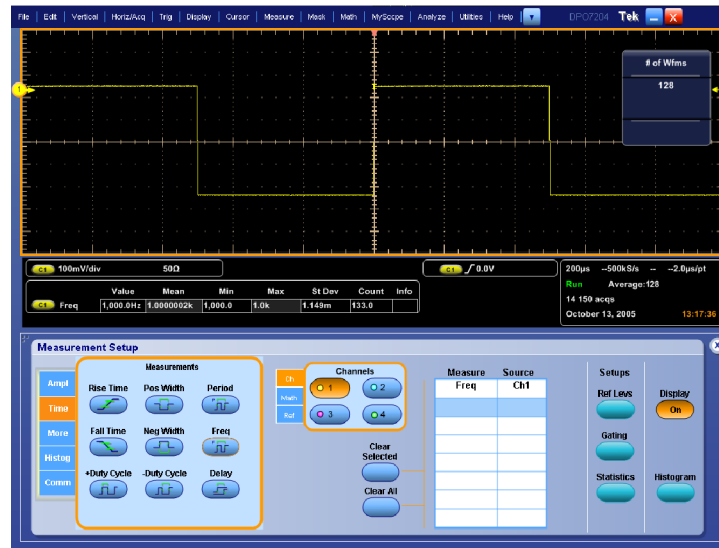 File | Edit | Vertical | Horiz/Acq | Trig | Display | Cursor | Measure | Mask | Math | MyScope | Analyze | Utilities | Help | DPO7204 Tek X
# of Wfms
128
1
C1 100mV/div 50Ω
C1 0.0V
200µs --500kS/s -- --2.0µs/pt
Run Average:128
14 150 acqs
October 13, 2005 13:17:36
Value Mean Min Max St Dev Count Info
C1 Freq 1,000.0Hz 1.0000002k 1,000.0 1.0k 1.149m 133.0
Measurement Setup X
Ampl
Time
More
Histog
Comm
Measurements
Rise Time Pos Width Period
Fall Time Neg Width Freq
+Duty Cycle -Duty Cycle Delay
Ch
Math
Ref
Channels
1 2
3 4
Clear
Selected
Clear All
Measure Source
Freq Ch1
Setups
Ref Levs
Gating
Statistics
Display
On
Histogram